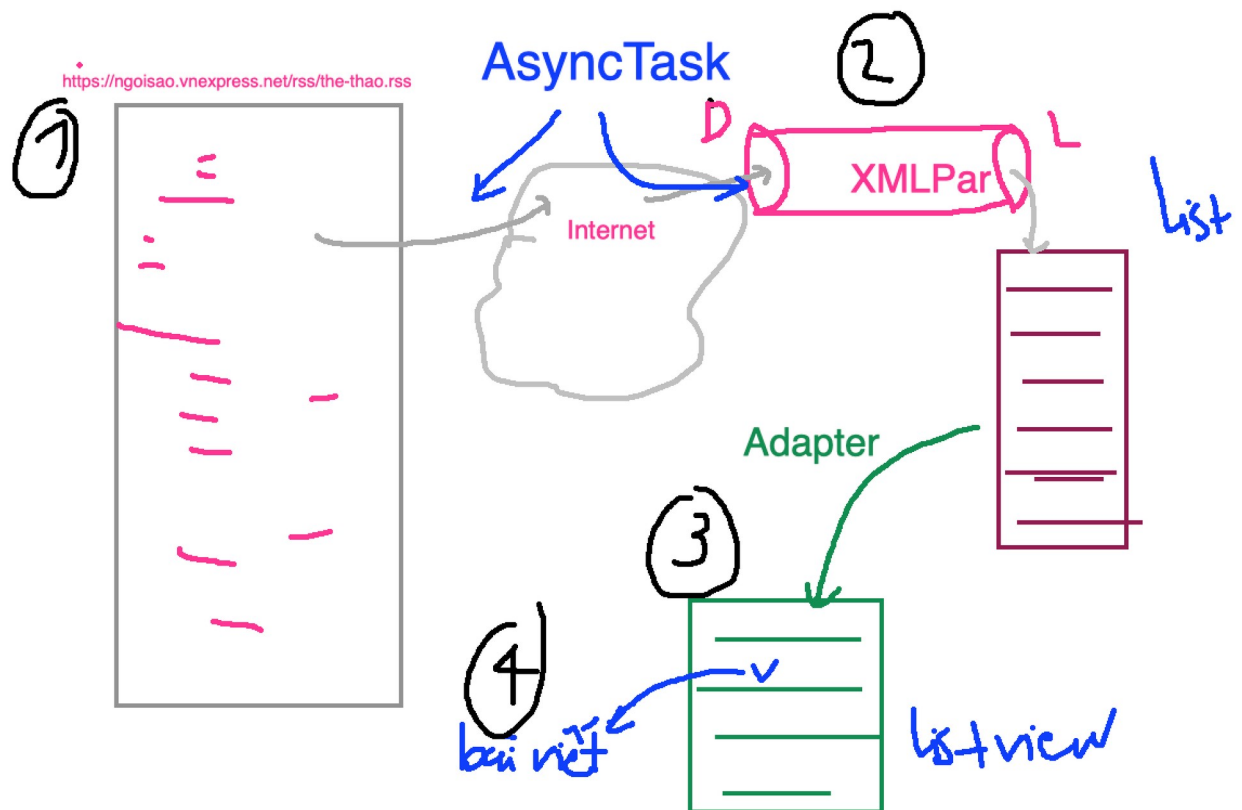 AsyncTask
2
https://ngoisao.vnexpress.net/rss/the-thao.rss
1
D
L
XMLPar
List
Internet
Adapter
3
4
bài viết
listview